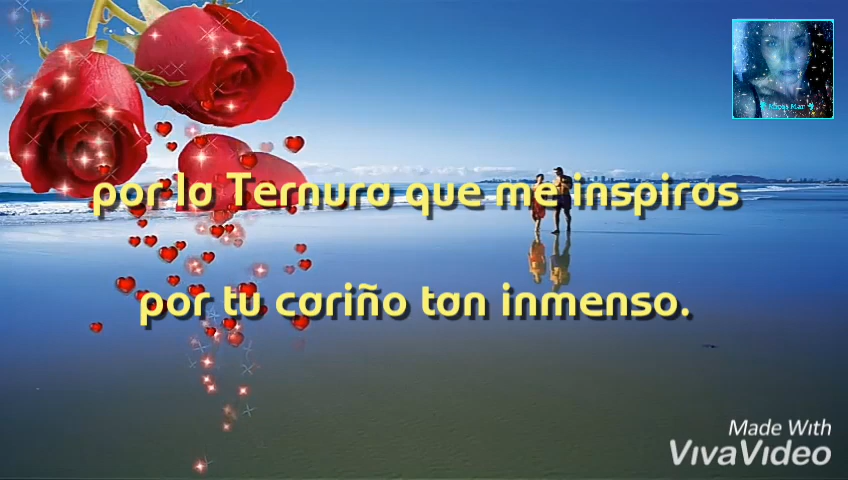 por la Ternura que me inspiras
por tu cariño tan inmenso.
Made With
VivaVideo